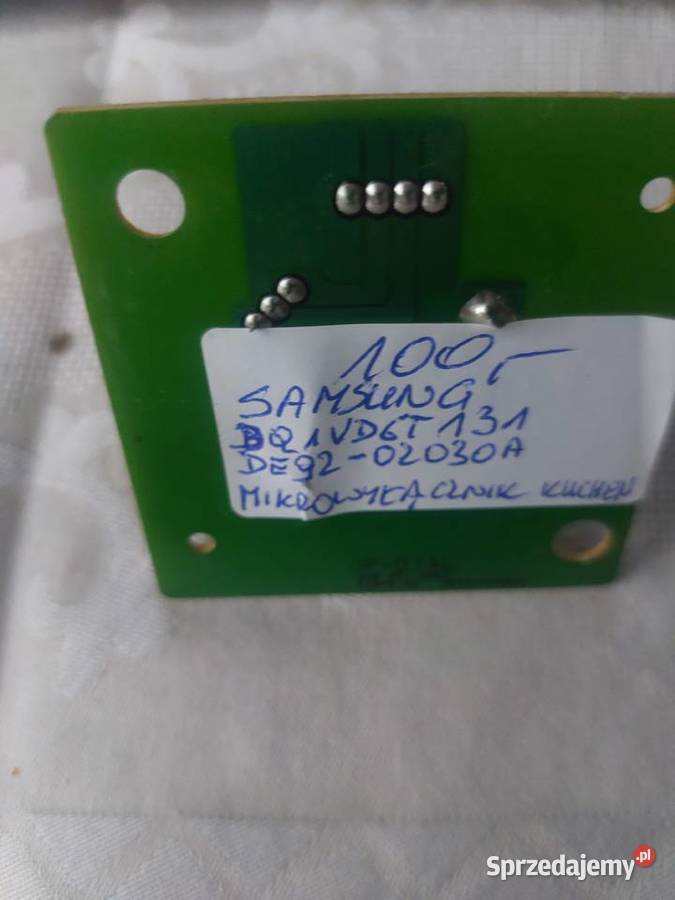 100,-
SAMSUNG
BQ1VD6T131
DE92-02030A
MIKROWYŁĄCZNIK KUCHEN
Sprzedajemy.pl